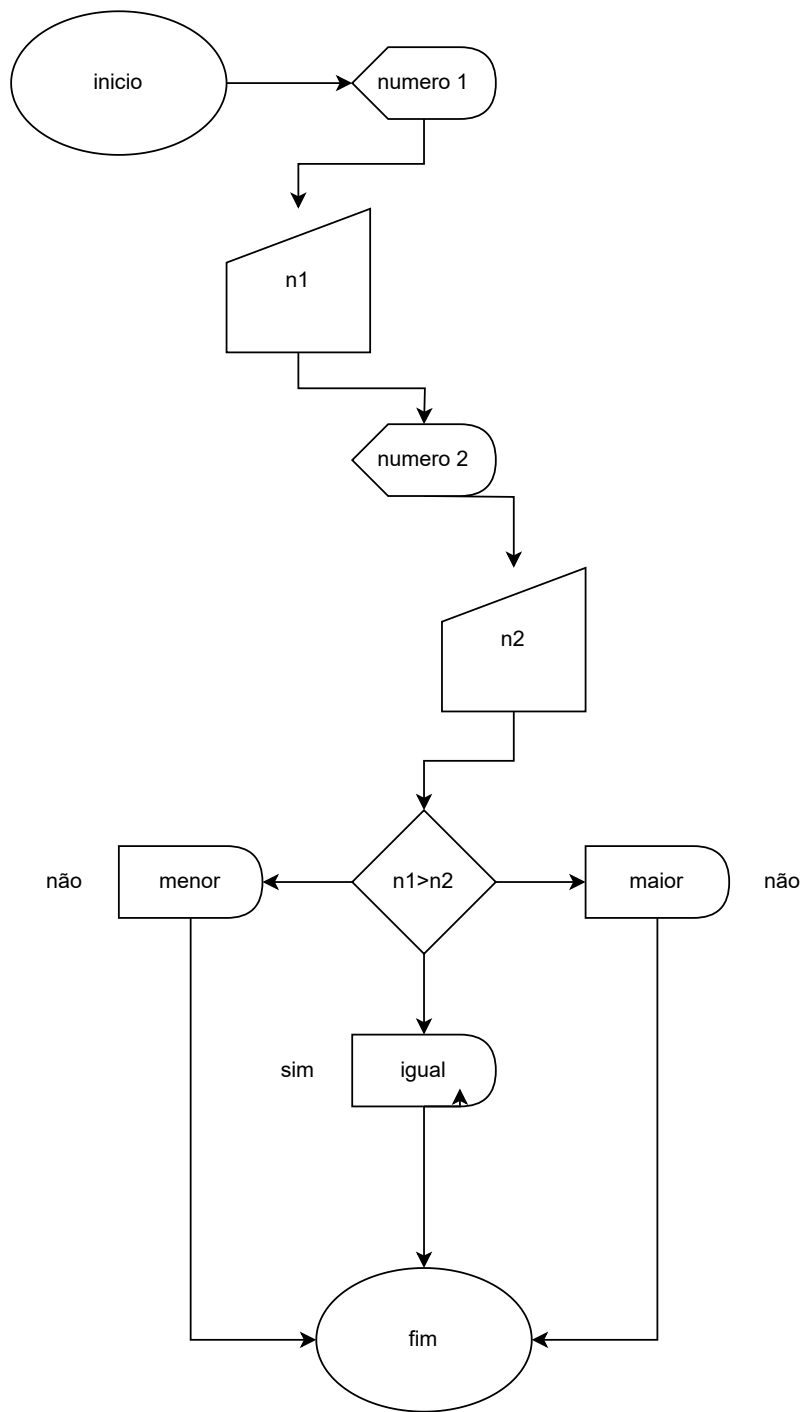 inicio
numero 1
n1
numero 2
n2
não
menor
n1>n2
maior
não
sim
igual
fim